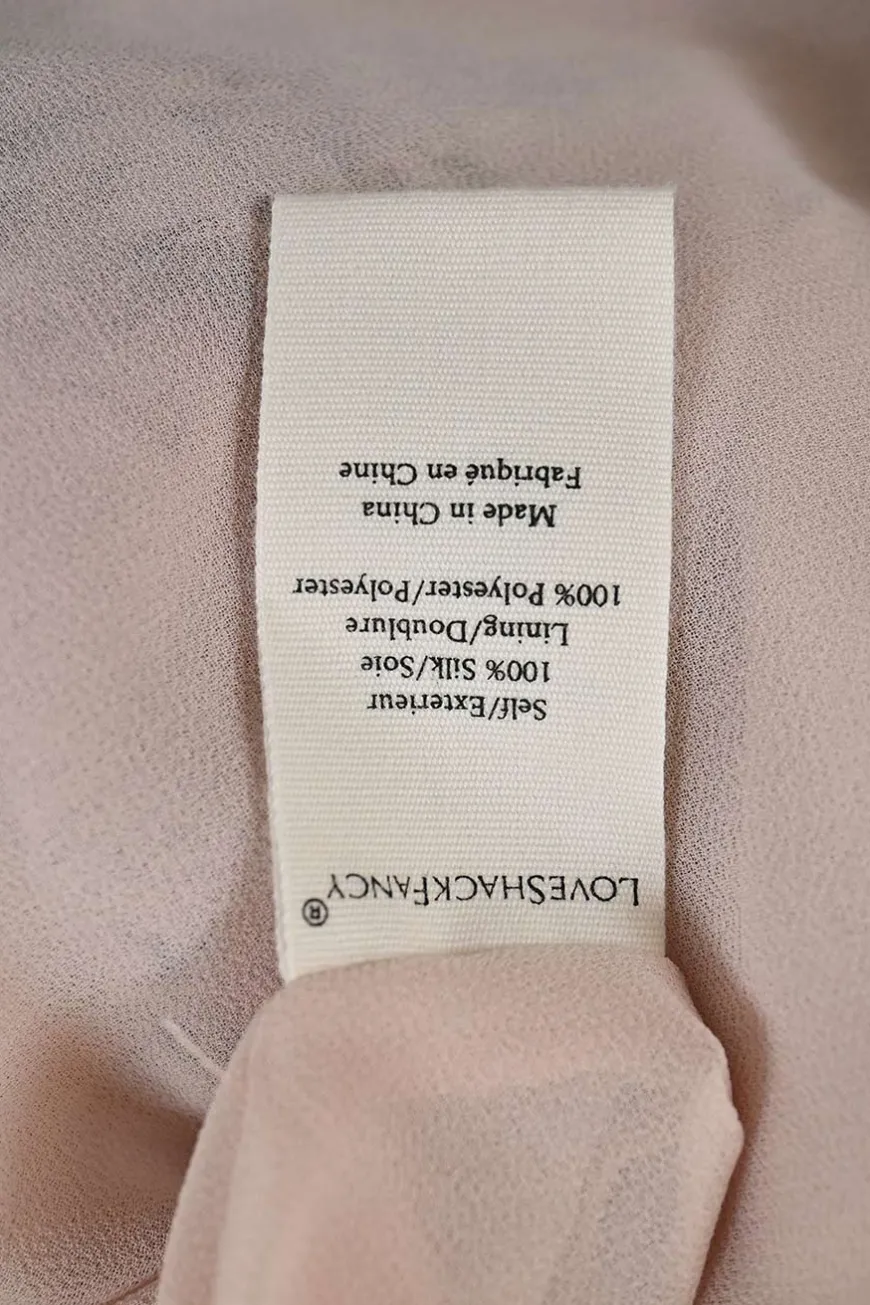 LOVESHACKFANCY®
Self/Exterieur
100% Silk/Soie
Lining/Doublure
100% Polyester/Polyester
Made in China
Fabriqué en Chine